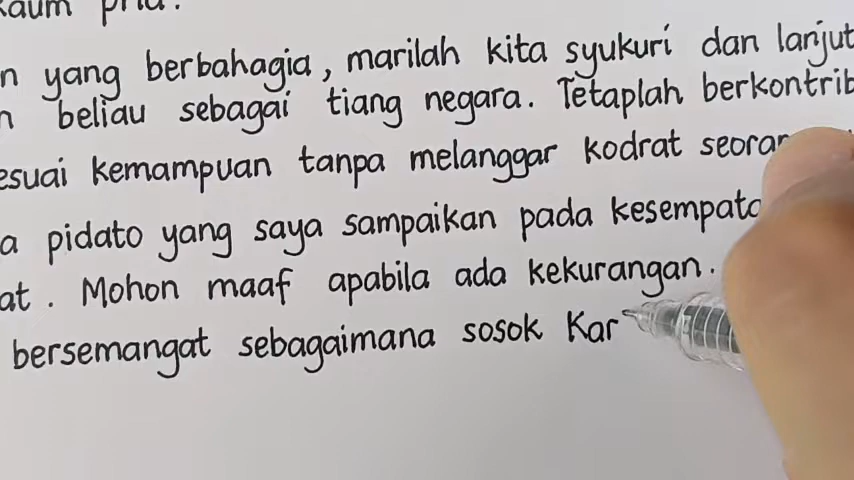 kaum pria.
n yang berbahagia, marilah kita syukuri dan lanjut
n beliau sebagai tiang negara. Tetaplah berkontrib
esuai kemampuan tanpa melanggar kodrat seoran
a pidato yang saya sampaikan pada kesempata
at. Mohon maaf apabila ada kekurangan.
bersemangat sebagaimana sosok Kar